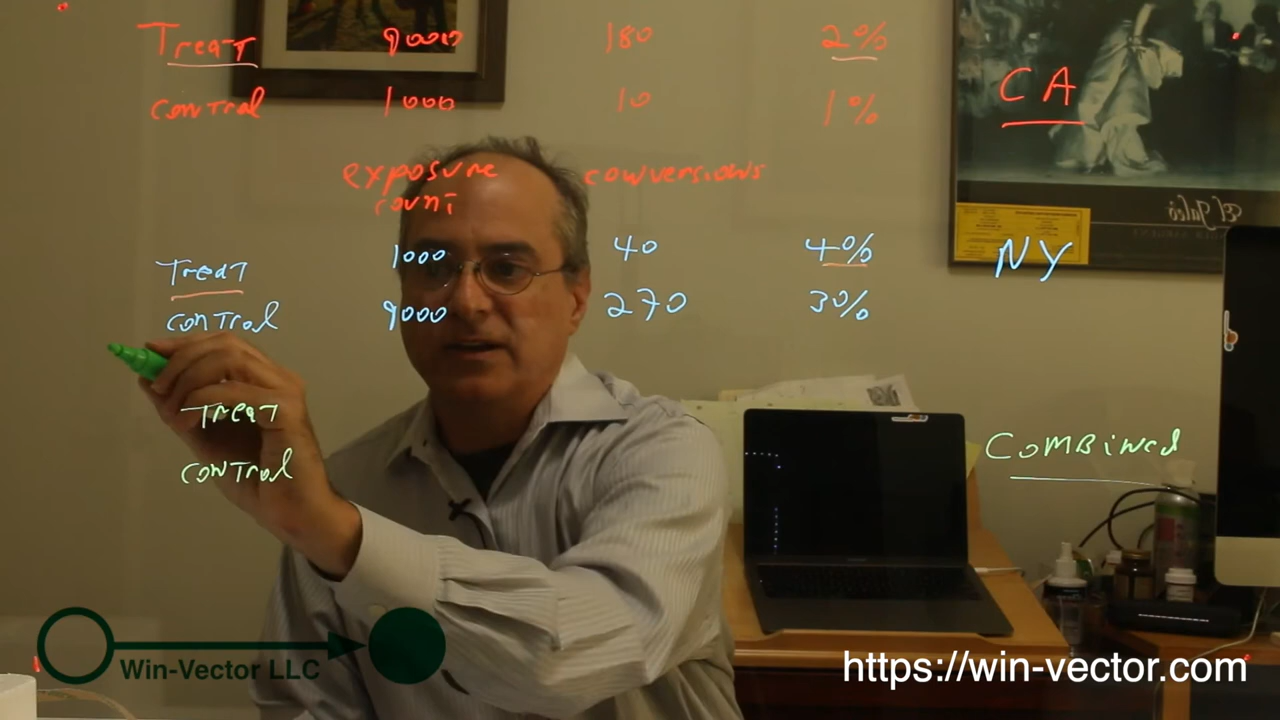 Treat 9000 180 2%
control 1000 10 1%
CA
exposure conversions
count
Treat 1000 40 4%
control 9000 270 3%
NY
Treat
control
COMBINED
Win-Vector LLC
https://win-vector.com